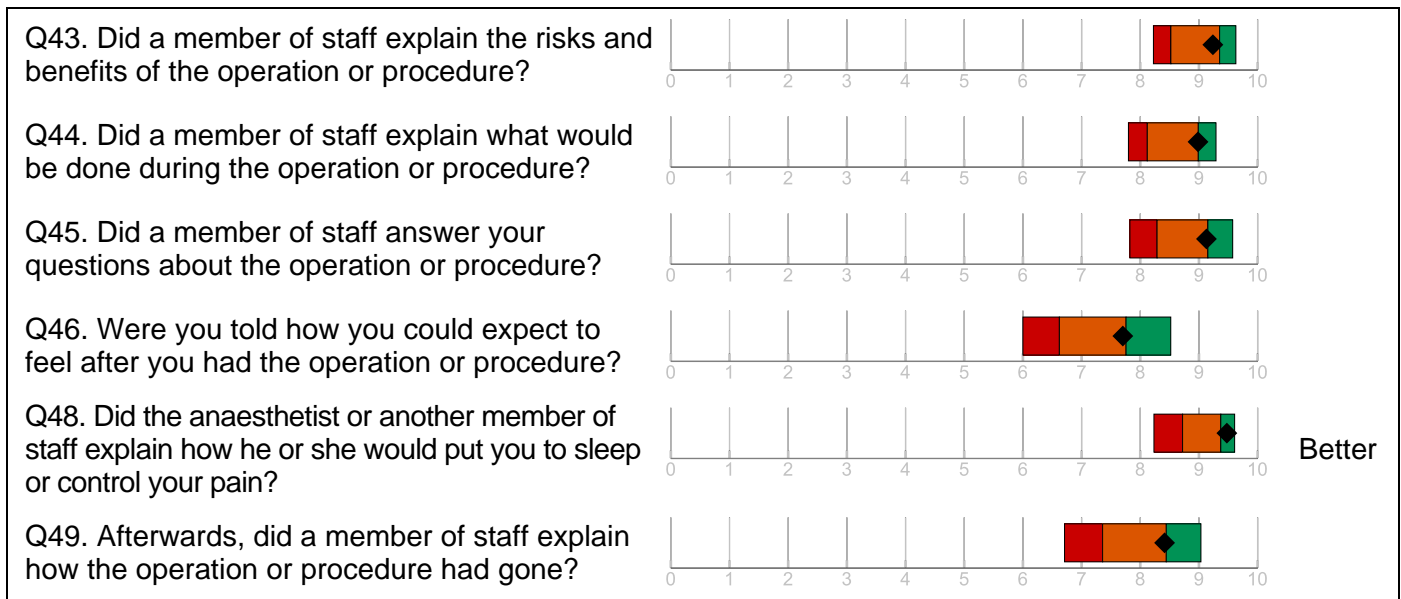 Q43. Did a member of staff explain the risks and
benefits of the operation or procedure?
0 1 2 3 4 5 6 7 8 9 10
Q44. Did a member of staff explain what would
be done during the operation or procedure?
0 1 2 3 4 5 6 7 8 9 10
Q45. Did a member of staff answer your
questions about the operation or procedure?
0 1 2 3 4 5 6 7 8 9 10
Q46. Were you told how you could expect to
feel after you had the operation or procedure?
0 1 2 3 4 5 6 7 8 9 10
Q48. Did the anaesthetist or another member of
staff explain how he or she would put you to sleep
or control your pain?
0 1 2 3 4 5 6 7 8 9 10
Better
Q49. Afterwards, did a member of staff explain
how the operation or procedure had gone?
0 1 2 3 4 5 6 7 8 9 10